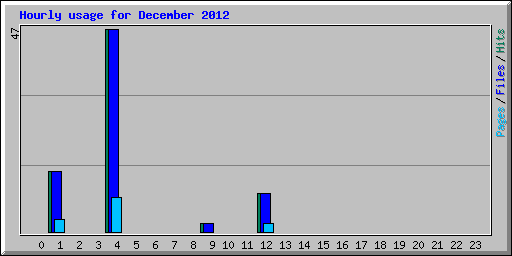 Hourly usage for December 2012
47
Pages/Files/Hits
0 1 2 3 4 5 6 7 8 9 10 11 12 13 14 15 16 17 18 19 20 21 22 23